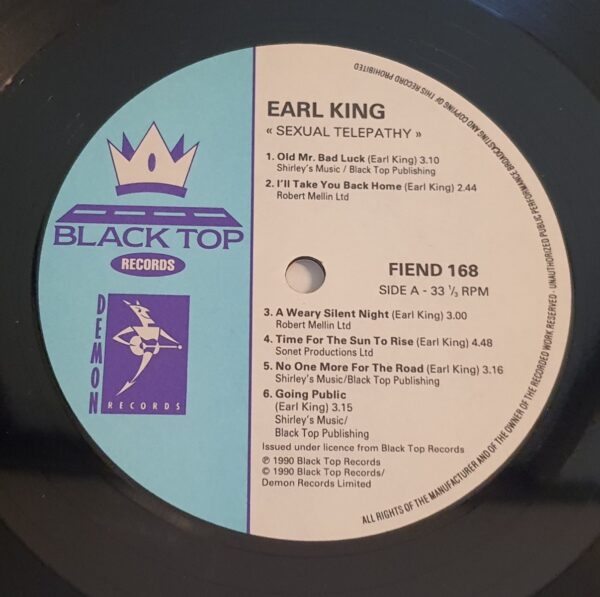 EARL KING
« SEXUAL TELEPATHY »
1. Old Mr. Bad Luck (Earl King) 3.10
Shirley's Music / Black Top Publishing
2. I'll Take You Back Home (Earl King) 2.44
Robert Mellin Ltd
BLACK TOP
RECORDS
FIEND 168
SIDE A - 33 ⅓ RPM
DEMON
RECORDS
3. A Weary Silent Night (Earl King) 3.00
Robert Mellin Ltd
4. Time For The Sun To Rise (Earl King) 4.48
Sonet Productions Ltd
5. No One More For The Road (Earl King) 3.16
Shirley's Music/Black Top Publishing
6. Going Public
(Earl King) 3.15
Shirley's Music/
Black Top Publishing
Issued under licence from Black Top Records
℗ 1990 Black Top Records
© 1990 Black Top Records/
Demon Records Limited
ALL RIGHTS OF THE MANUFACTURER AND OF THE OWNER OF THE RECORDED WORK RESERVED - UNAUTHORIZED PUBLIC PERFORMANCE BROADCASTING AND COPYING OF THIS RECORD PROHIBITED